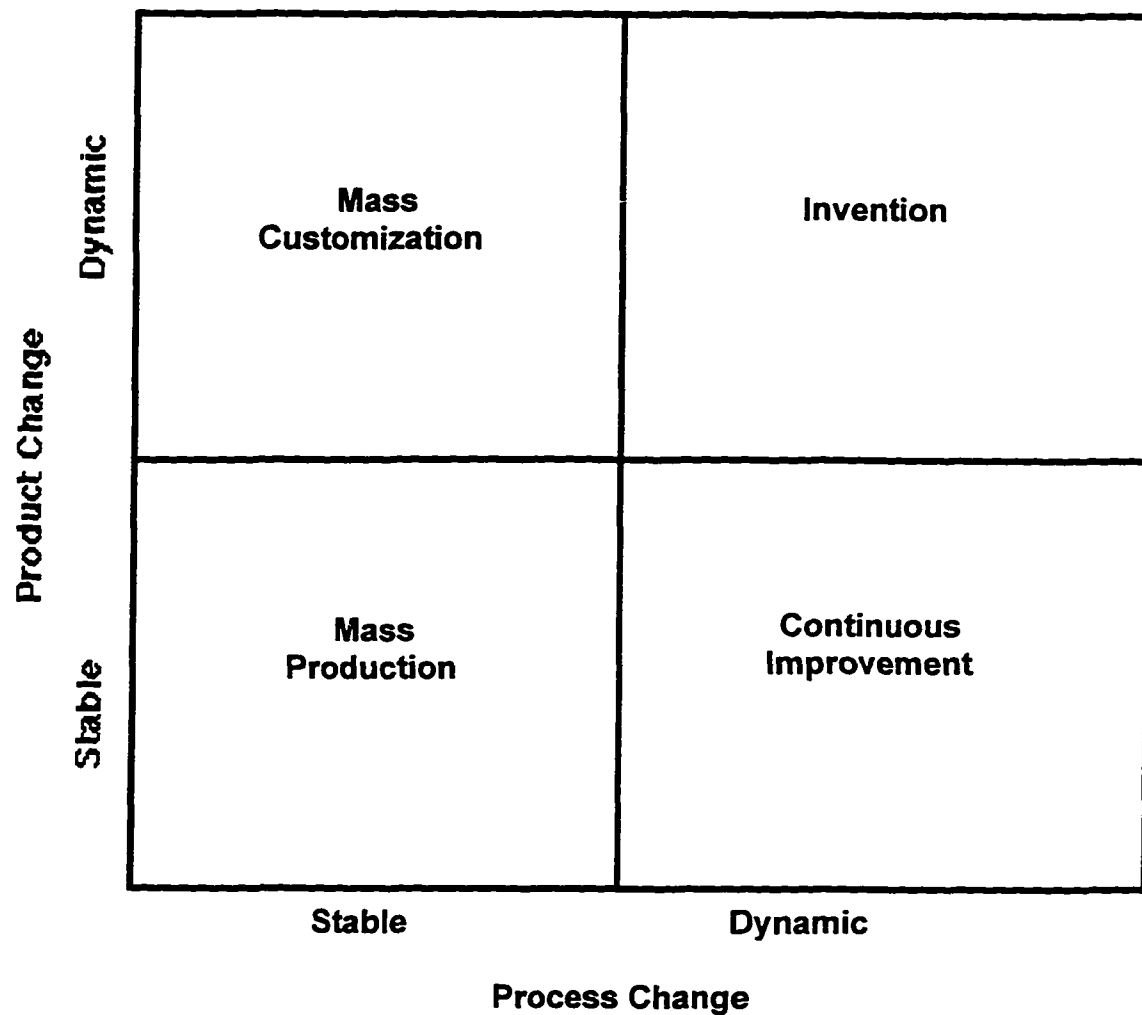 Product Change
Dynamic
Stable
Mass
Customization
Invention
Mass
Production
Continuous
Improvement
Stable
Dynamic
Process Change